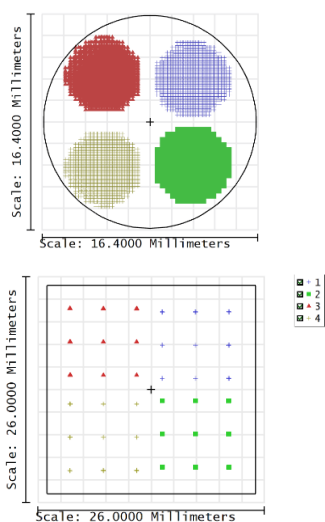 Scale: 16.4000 Millimeters
Scale: 16.4000 Millimeters
Scale: 26.0000 Millimeters
1
2
3
4
Scale: 26.0000 Millimeters